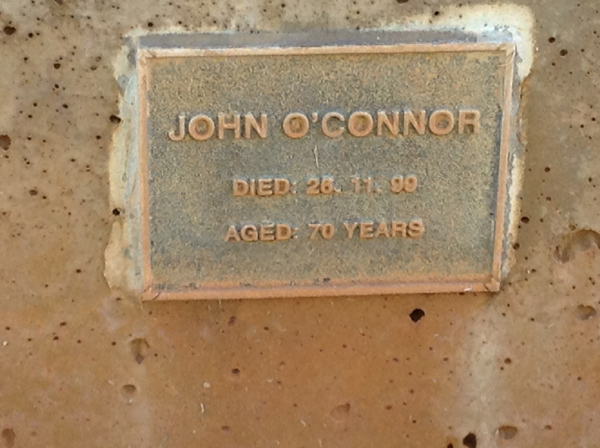 JOHN O'CONNOR
DIED: 26. 11. 99
AGED: 70 YEARS